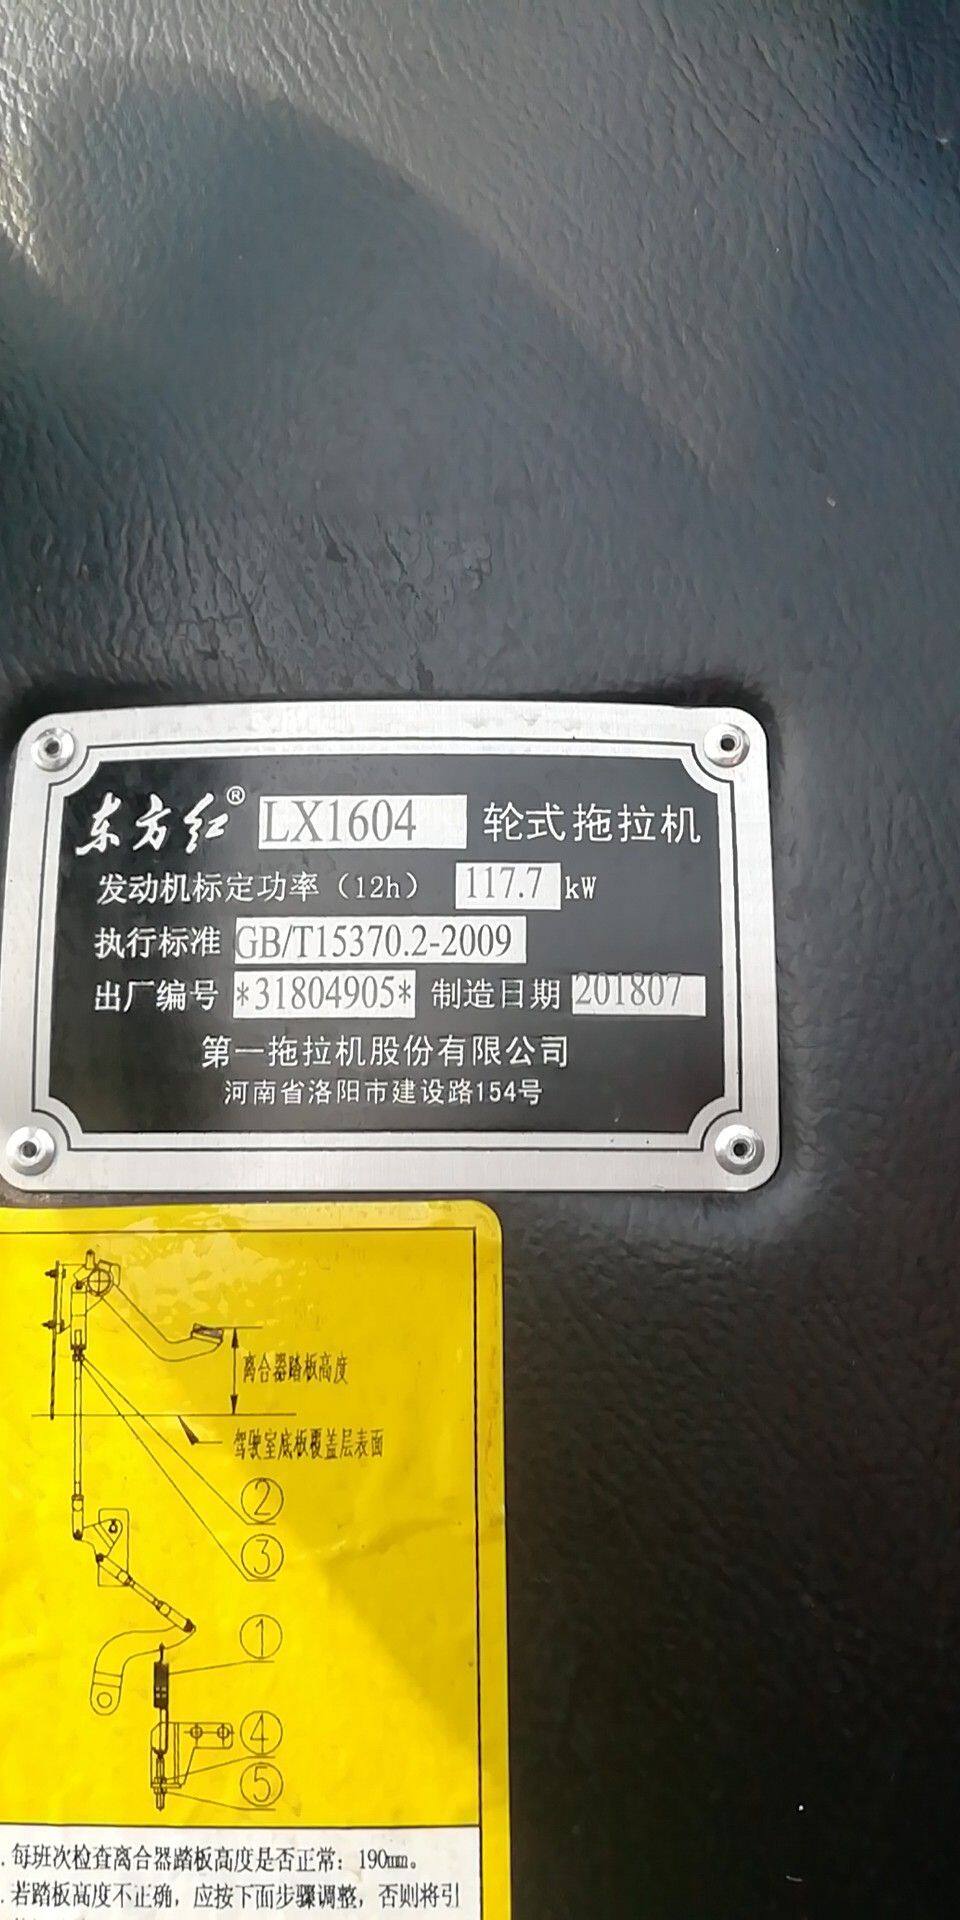 东方红® LX1604 轮式拖拉机
发动机标定功率（12h） 117.7 kW
执行标准 GB/T15370.2-2009
出厂编号 *31804905* 制造日期 201807
第一拖拉机股份有限公司
河南省洛阳市建设路154号
离合器踏板高度
驾驶室底板覆盖层表面
②
③
①
④
⑤
. 每班次检查离合器踏板高度是否正常：190mm。
. 若踏板高度不正确，应按下面步骤调整，否则将引